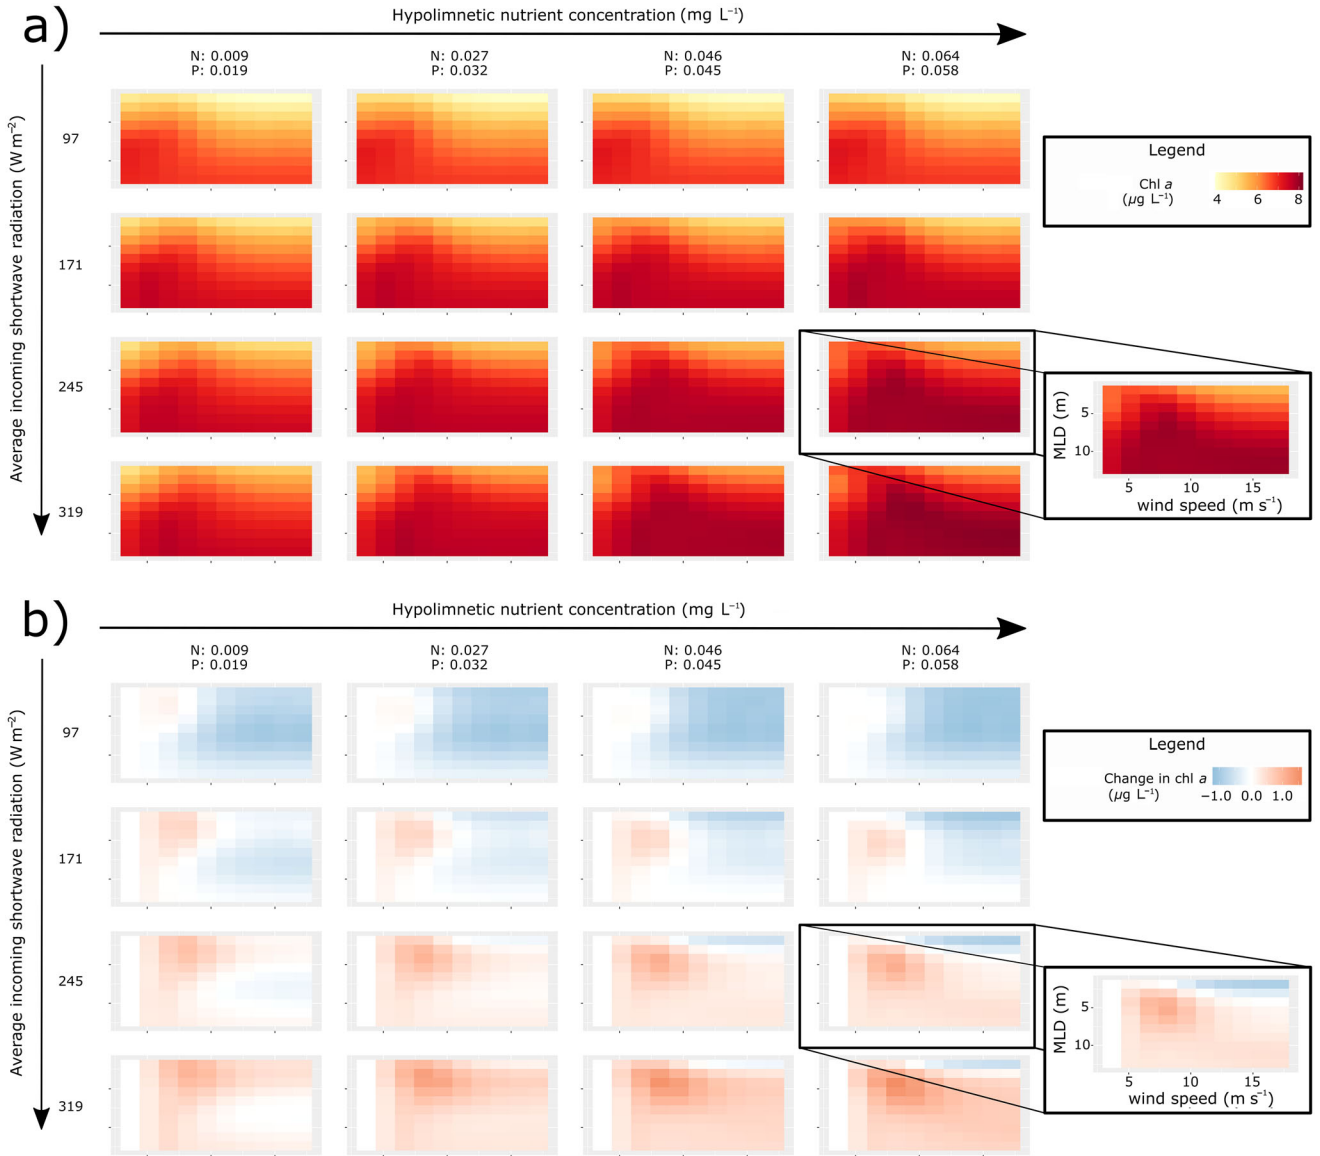 a)
Hypolimnetic nutrient concentration (mg L⁻¹)
N: 0.009 N: 0.027 N: 0.046 N: 0.064
P: 0.019 P: 0.032 P: 0.045 P: 0.058
Average incoming shortwave radiation (W m⁻²)
97
171
245
319
Legend
Chl a
(µg L⁻¹)
4 6 8
MLD (m)
5
10
5 10 15
wind speed (m s⁻¹)
b)
Hypolimnetic nutrient concentration (mg L⁻¹)
N: 0.009 N: 0.027 N: 0.046 N: 0.064
P: 0.019 P: 0.032 P: 0.045 P: 0.058
Average incoming shortwave radiation (W m⁻²)
97
171
245
319
Legend
Change in chl a
(µg L⁻¹)
−1.0 0.0 1.0
MLD (m)
5
10
5 10 15
wind speed (m s⁻¹)